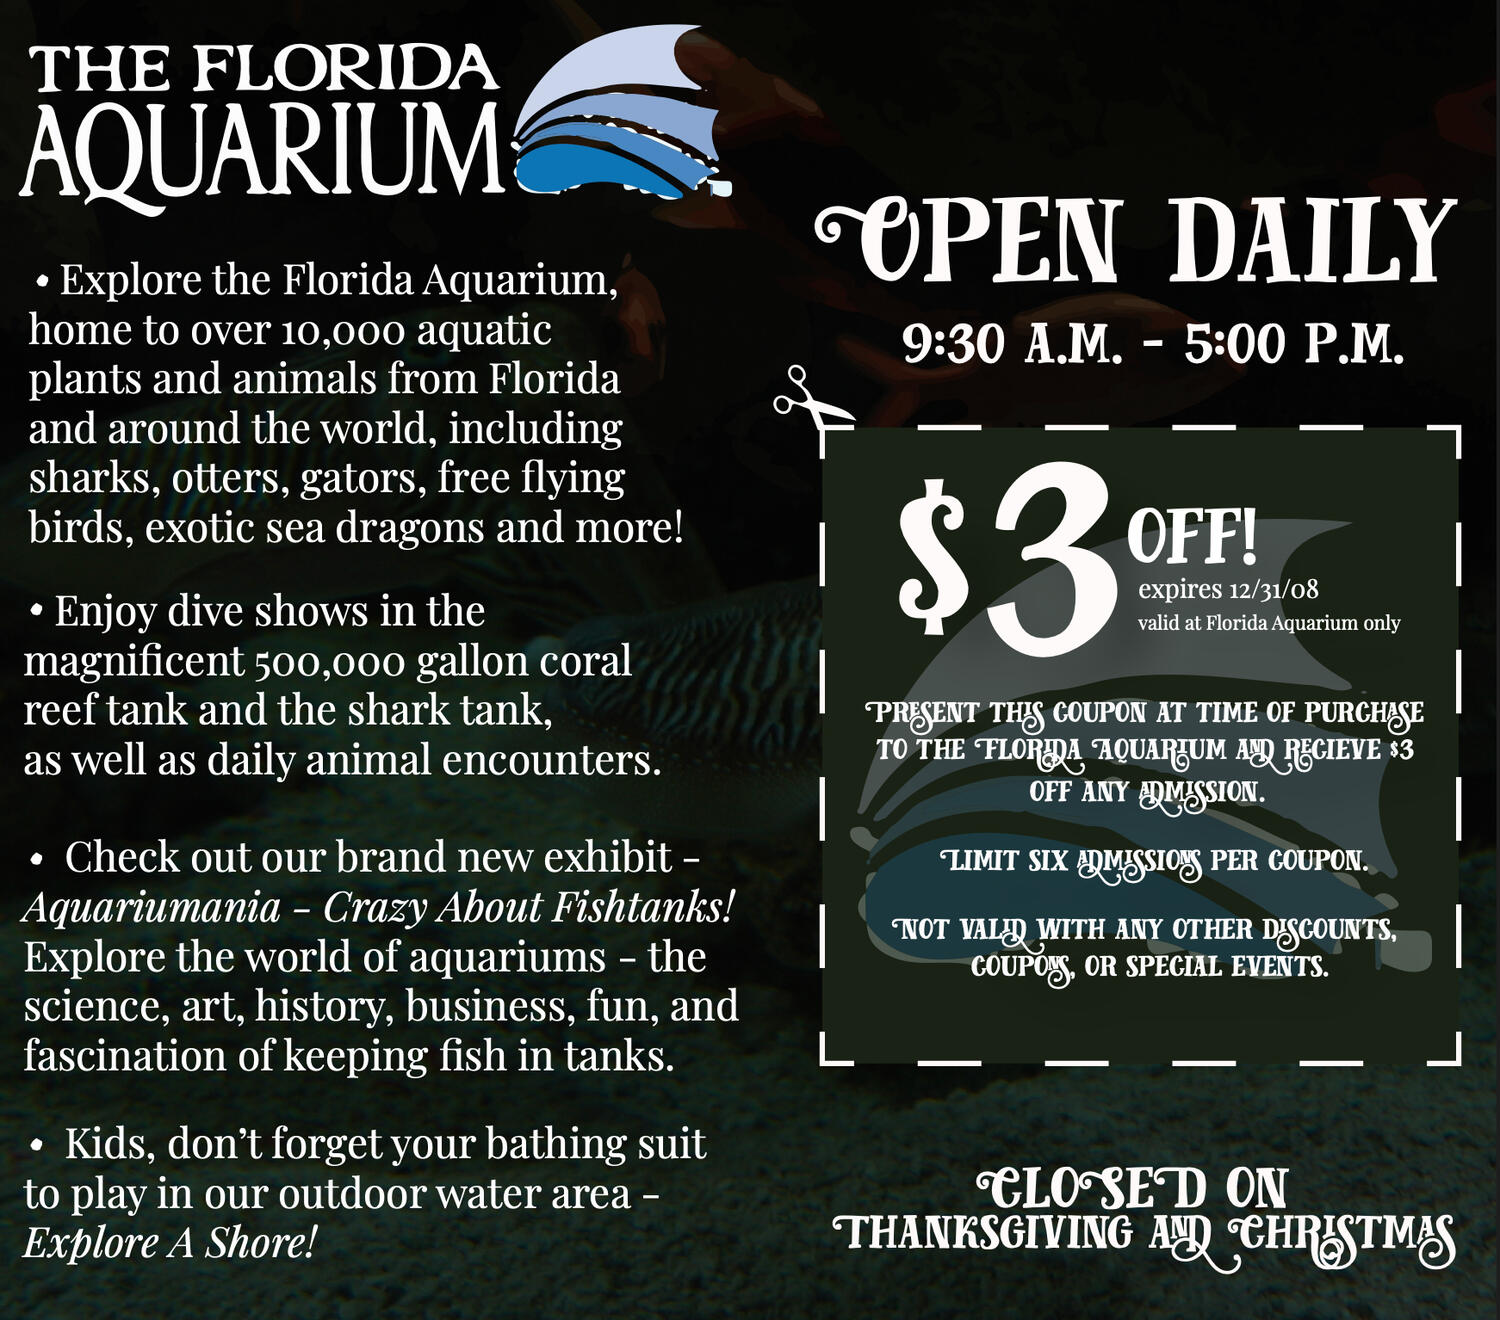 THE FLORIDA
AQUARIUM
• Explore the Florida Aquarium,
home to over 10,000 aquatic
plants and animals from Florida
and around the world, including
sharks, otters, gators, free flying
birds, exotic sea dragons and more!
• Enjoy dive shows in the
magnificent 500,000 gallon coral
reef tank and the shark tank,
as well as daily animal encounters.
• Check out our brand new exhibit -
Aquariumania - Crazy About Fishtanks!
Explore the world of aquariums - the
science, art, history, business, fun, and
fascination of keeping fish in tanks.
• Kids, don't forget your bathing suit
to play in our outdoor water area -
Explore A Shore!
OPEN DAILY
9:30 A.M. - 5:00 P.M.
$3 OFF!
expires 12/31/08
valid at Florida Aquarium only
PRESENT THIS COUPON AT TIME OF PURCHASE
TO THE FLORIDA AQUARIUM AND RECIEVE $3
OFF ANY ADMISSION.
LIMIT SIX ADMISSIONS PER COUPON.
NOT VALID WITH ANY OTHER DISCOUNTS,
COUPONS, OR SPECIAL EVENTS.
CLOSED ON
THANKSGIVING AND CHRISTMAS